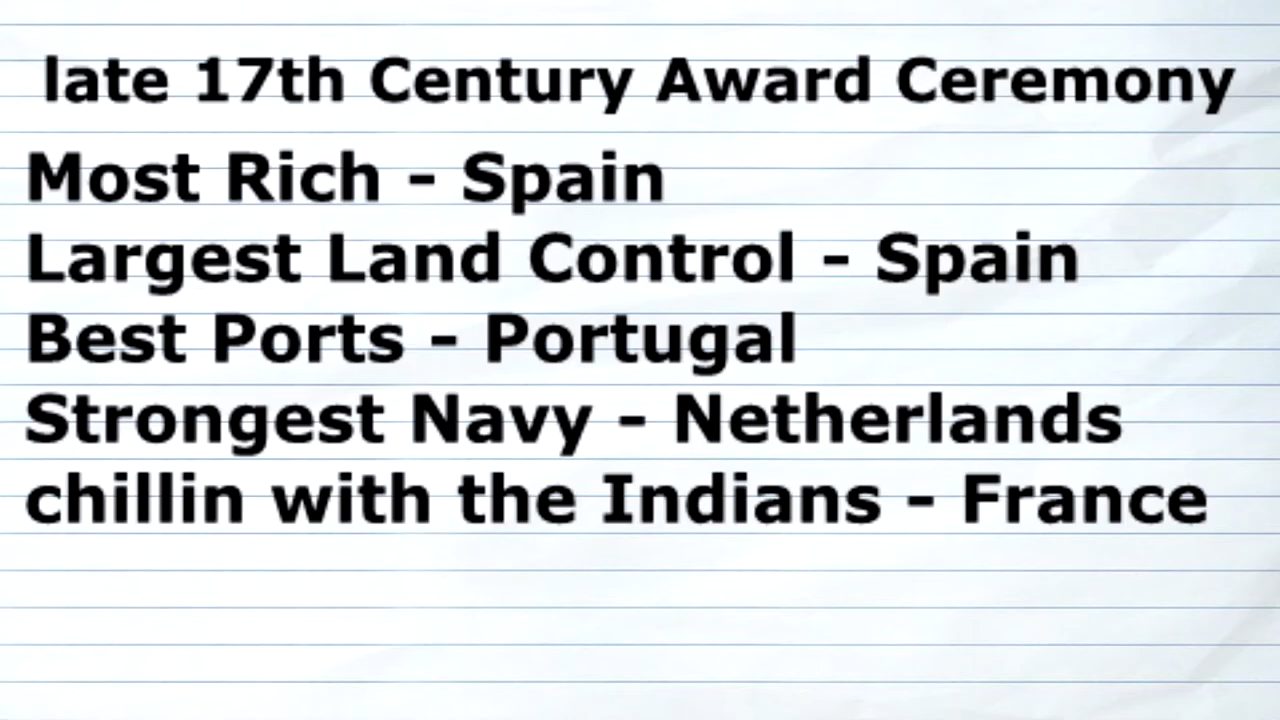 late 17th Century Award Ceremony
Most Rich - Spain
Largest Land Control - Spain
Best Ports - Portugal
Strongest Navy - Netherlands
chillin with the Indians - France